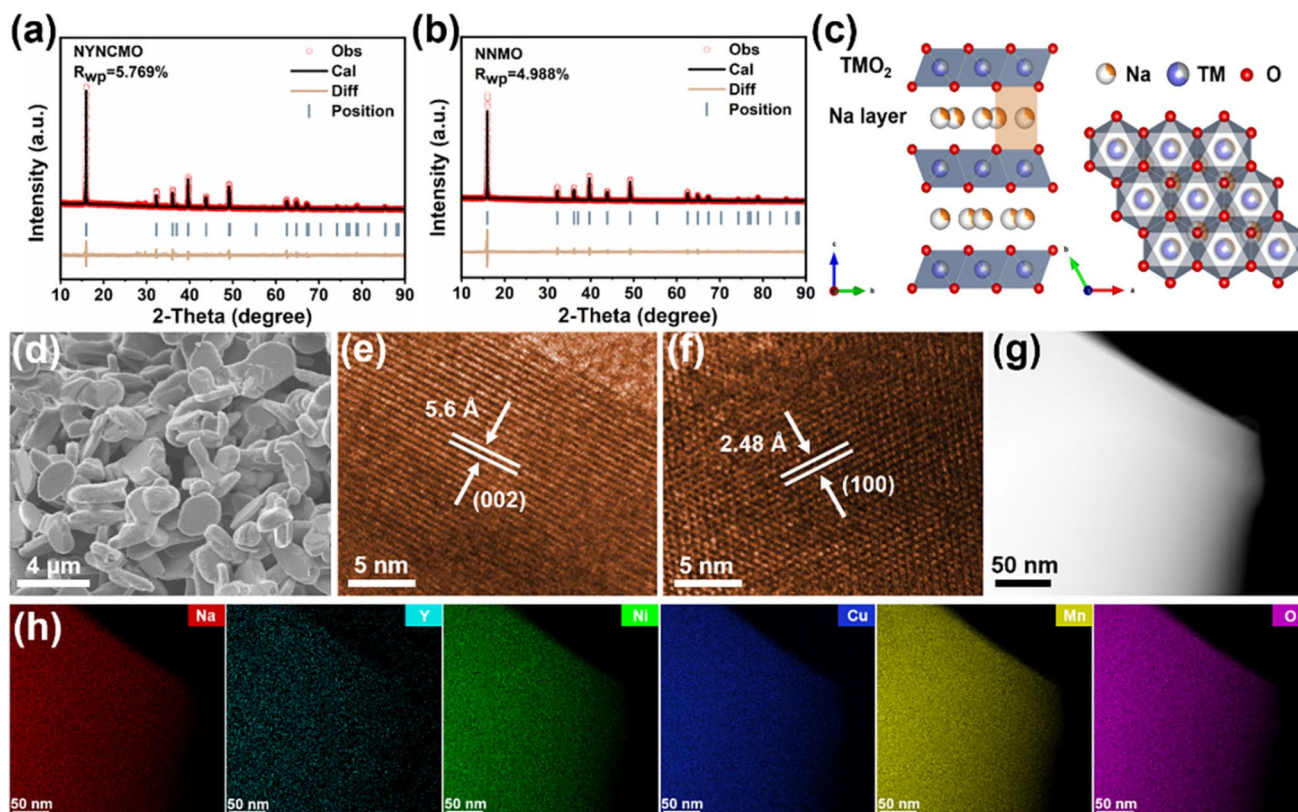 (a)
NYNCMO
R_wp=5.769%
Obs
Cal
Diff
Position
Intensity (a.u.)
10 20 30 40 50 60 70 80 90
2-Theta (degree)
(b)
NNMO
R_wp=4.988%
Obs
Cal
Diff
Position
Intensity (a.u.)
10 20 30 40 50 60 70 80 90
2-Theta (degree)
(c)
TMO₂
Na layer
Na TM O
c
b
b
a
(d)
4 μm
(e)
5.6 Å
(002)
5 nm
(f)
2.48 Å
(100)
5 nm
(g)
50 nm
(h)
Na
50 nm
Y
50 nm
Ni
50 nm
Cu
50 nm
Mn
50 nm
O
50 nm